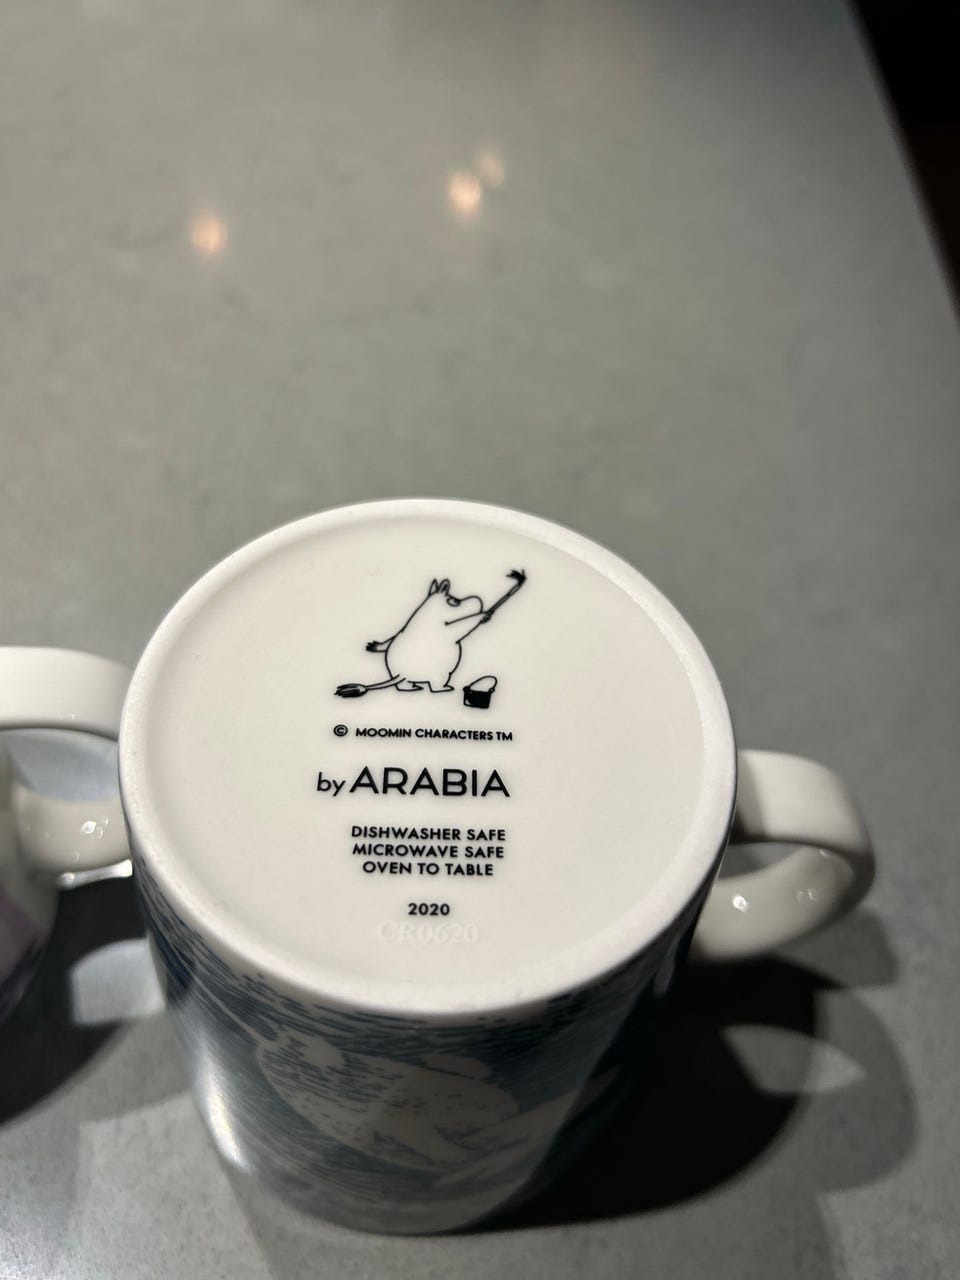 © MOOMIN CHARACTERS TM
by ARABIA
DISHWASHER SAFE
MICROWAVE SAFE
OVEN TO TABLE
2020
CR0620